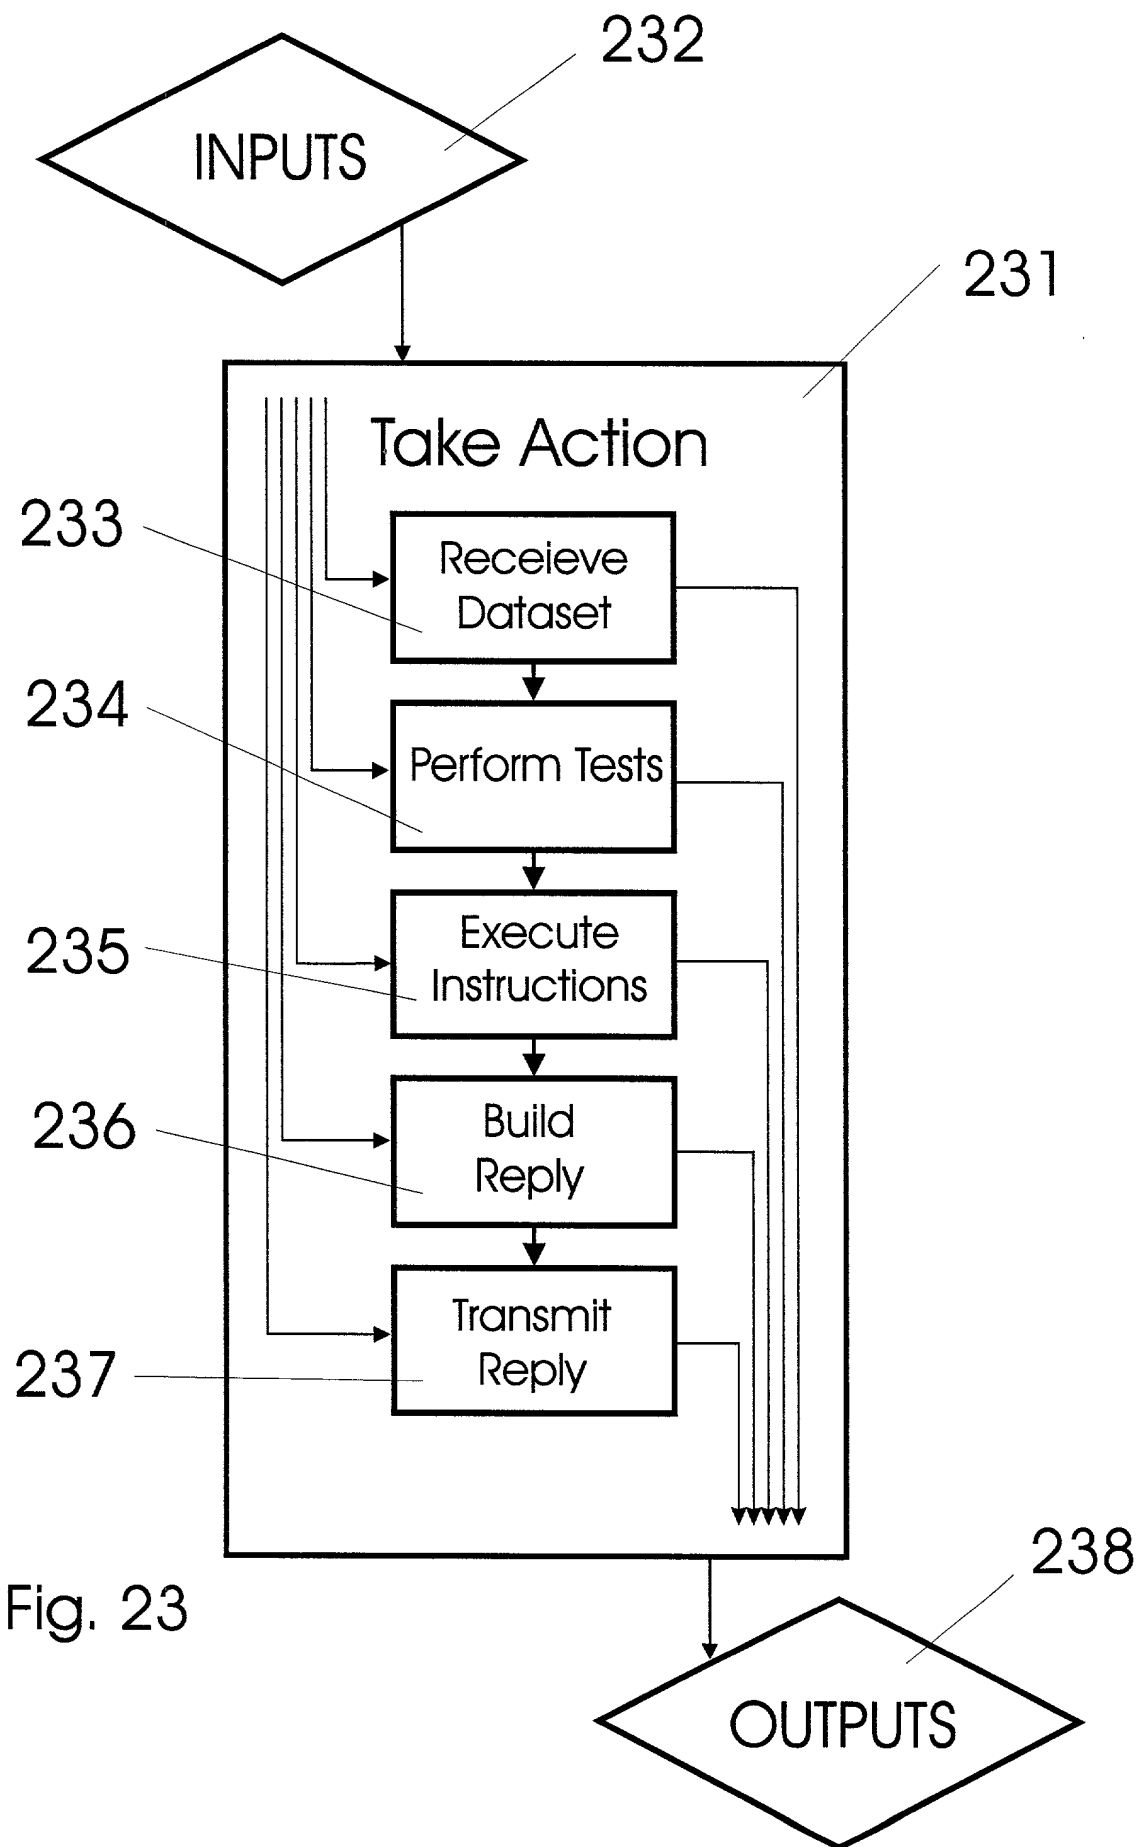 232
INPUTS
231
Take Action
233
Receieve
Dataset
234
Perform Tests
235
Execute
Instructions
236
Build
Reply
237
Transmit
Reply
238
Fig. 23
OUTPUTS